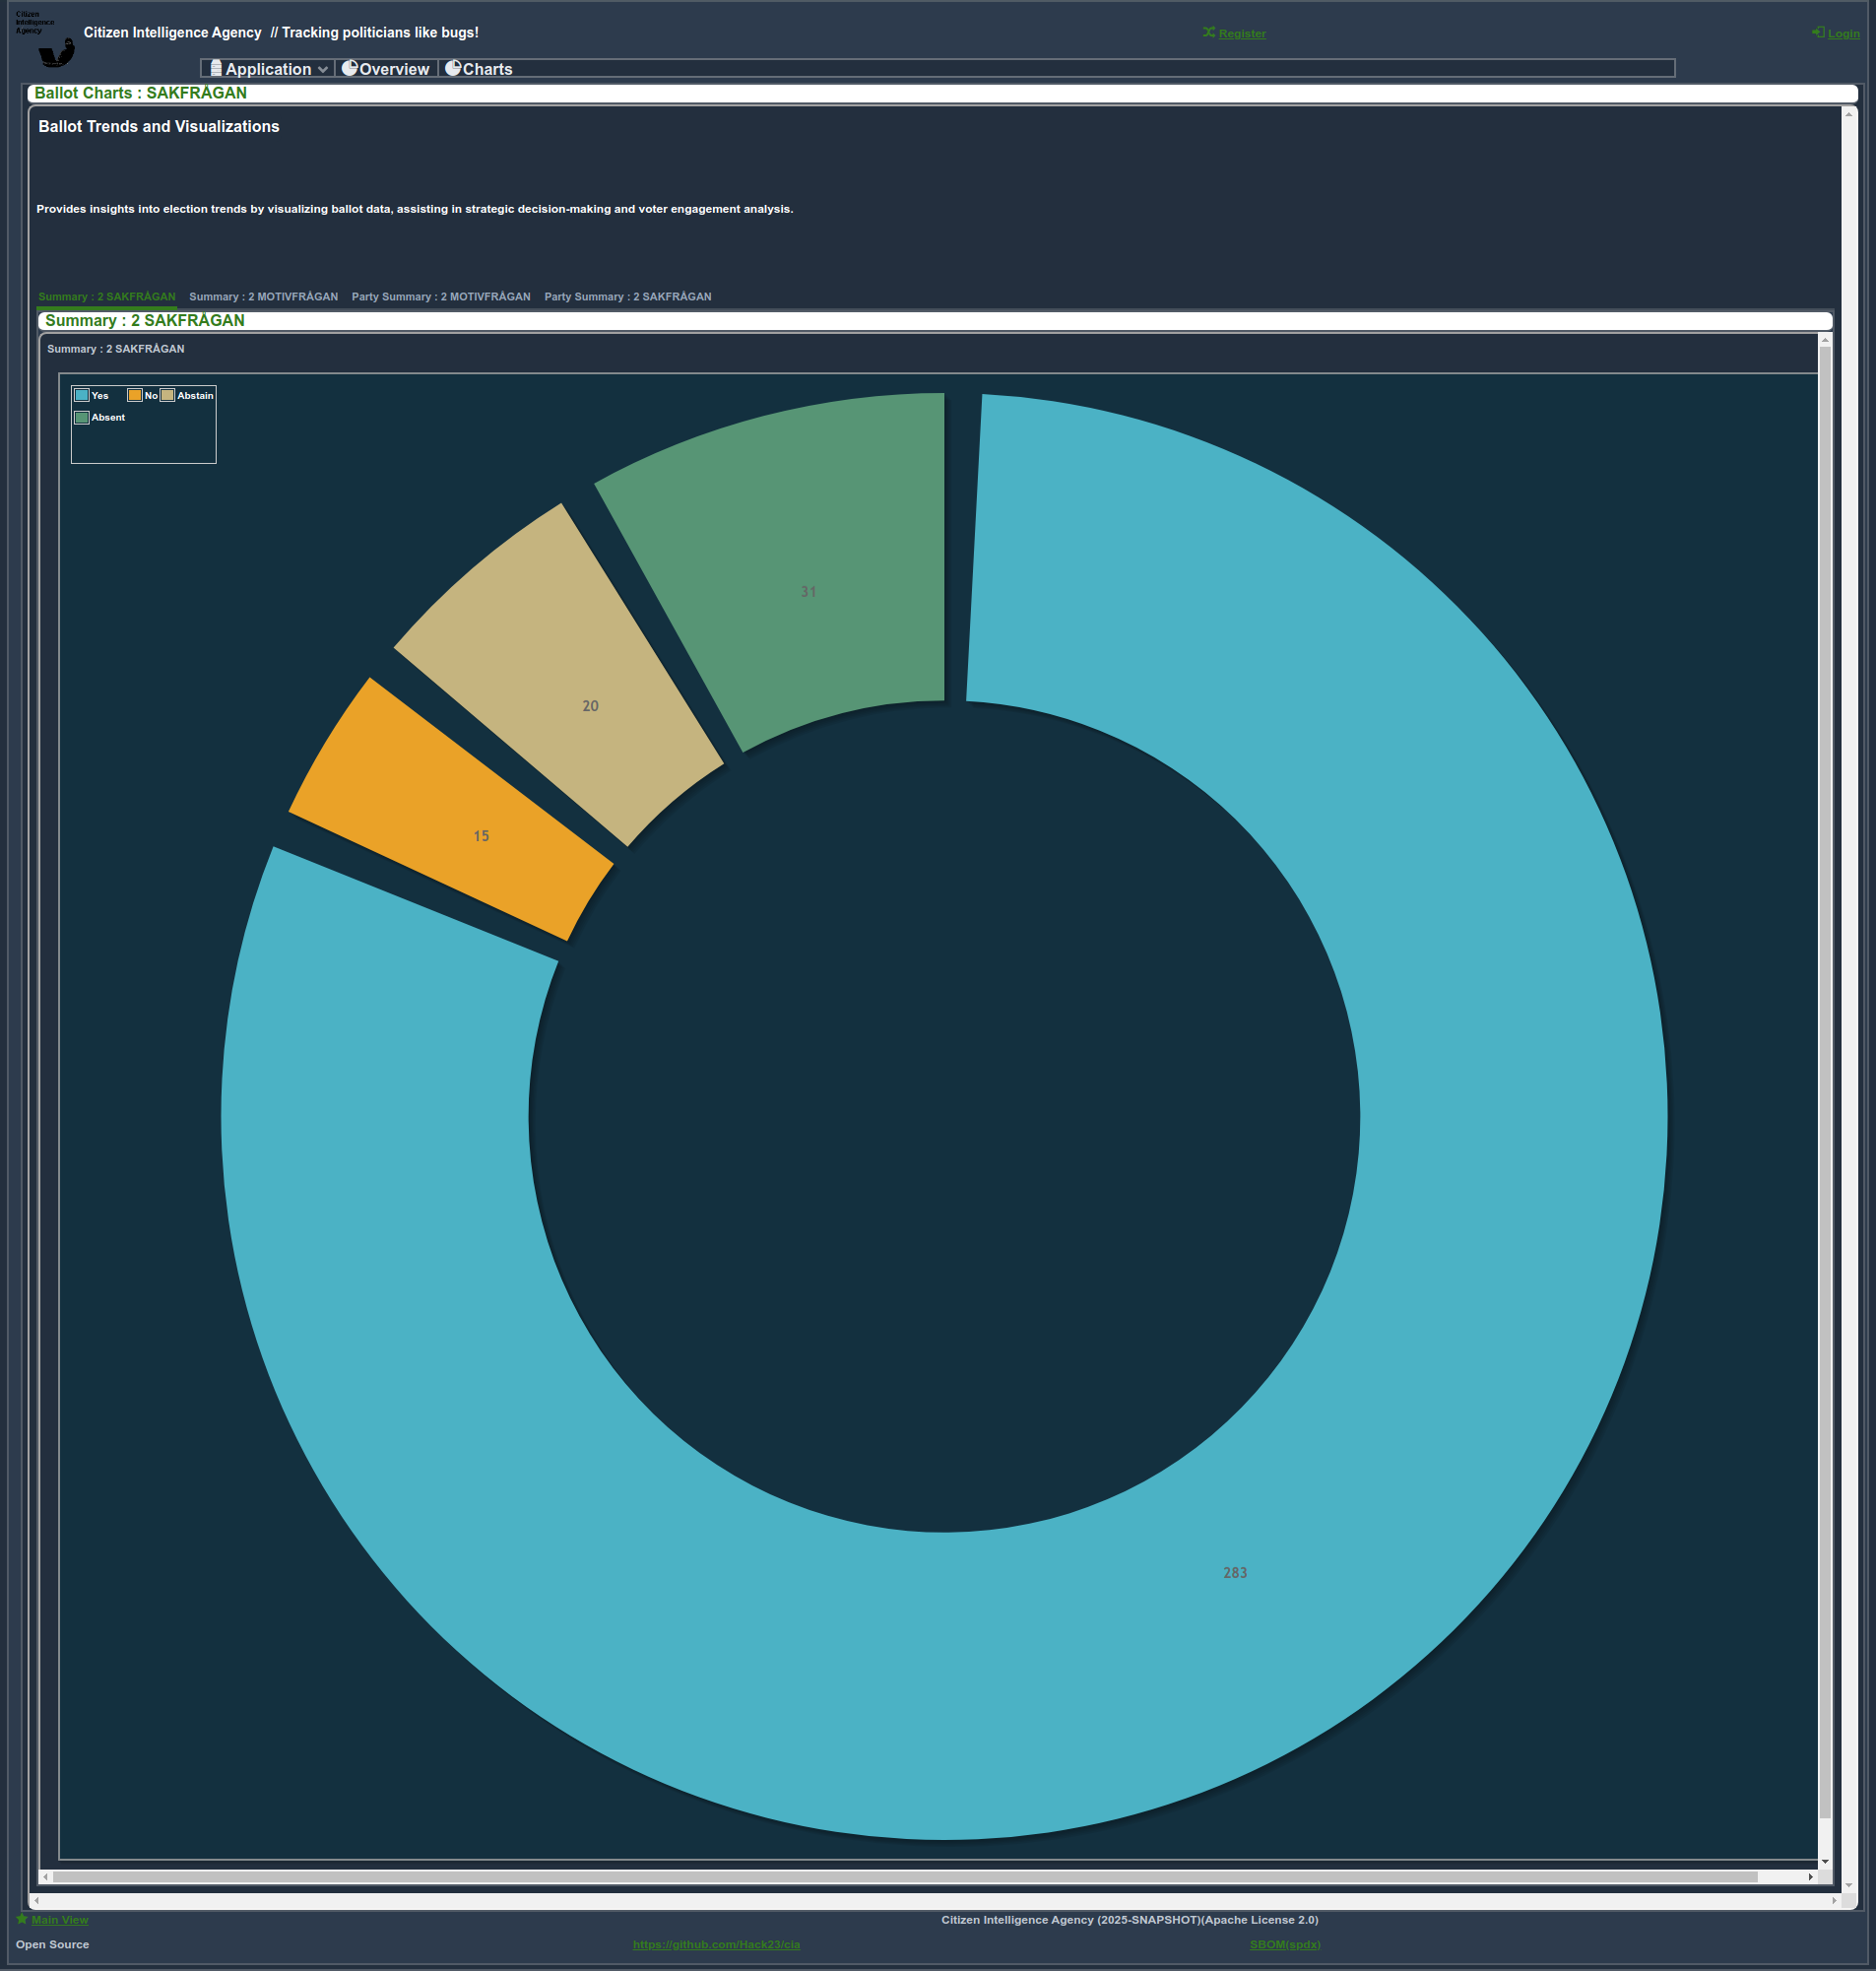 Citizen
Intelligence
Agency
Citizen Intelligence Agency // Tracking politicians like bugs!
Register
Login
Application
Overview
Charts
Ballot Charts : SAKFRÅGAN
Ballot Trends and Visualizations
Provides insights into election trends by visualizing ballot data, assisting in strategic decision-making and voter engagement analysis.
Summary : 2 SAKFRÅGAN
Summary : 2 MOTIVFRÅGAN
Party Summary : 2 MOTIVFRÅGAN
Party Summary : 2 SAKFRÅGAN
Summary : 2 SAKFRÅGAN
Summary : 2 SAKFRÅGAN
Yes
No
Abstain
Absent
31
20
15
283
Main View
Citizen Intelligence Agency (2025-SNAPSHOT)(Apache License 2.0)
Open Source
https://github.com/Hack23/cia
SBOM(spdx)